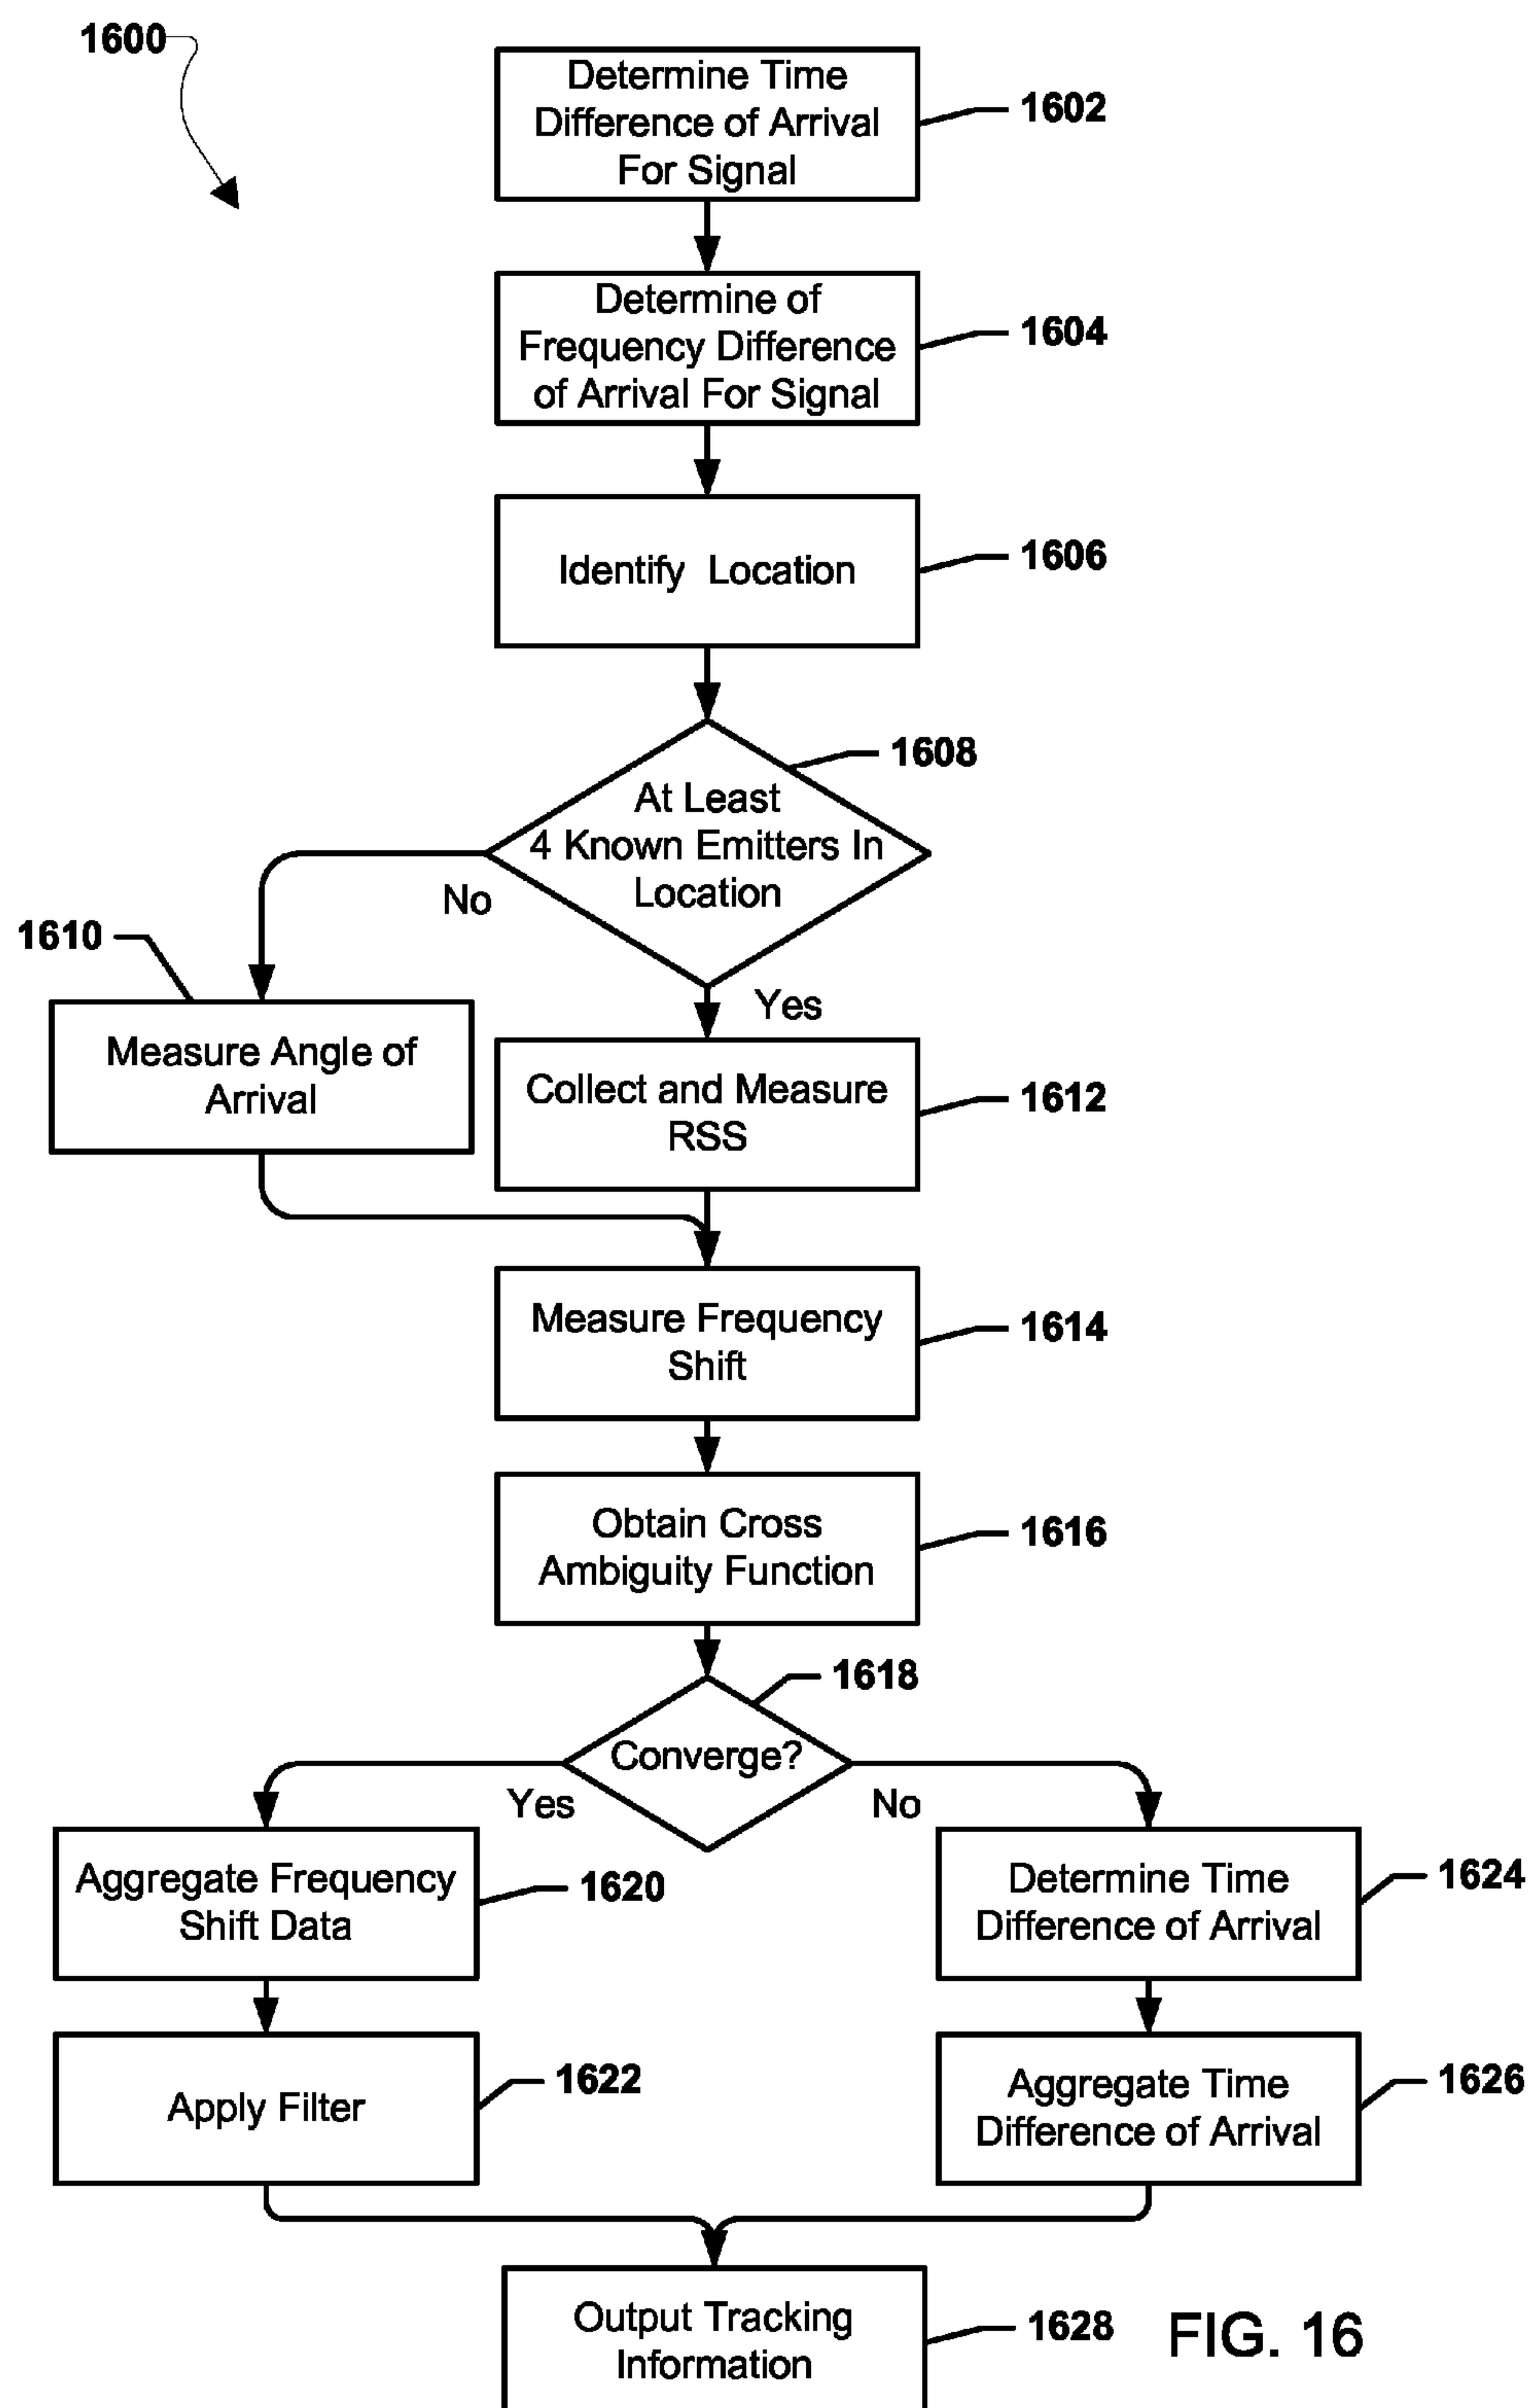 1600
Determine Time
Difference of Arrival
For Signal
1602
Determine of
Frequency Difference
of Arrival For Signal
1604
Identify Location
1606
1608
At Least
4 Known Emitters In
Location
No
Yes
1610
Measure Angle of
Arrival
Collect and Measure
RSS
1612
Measure Frequency
Shift
1614
Obtain Cross
Ambiguity Function
1616
1618
Converge?
Yes
No
Aggregate Frequency
Shift Data
1620
Determine Time
Difference of Arrival
1624
Apply Filter
1622
Aggregate Time
Difference of Arrival
1626
Output Tracking
Information
1628
FIG. 16